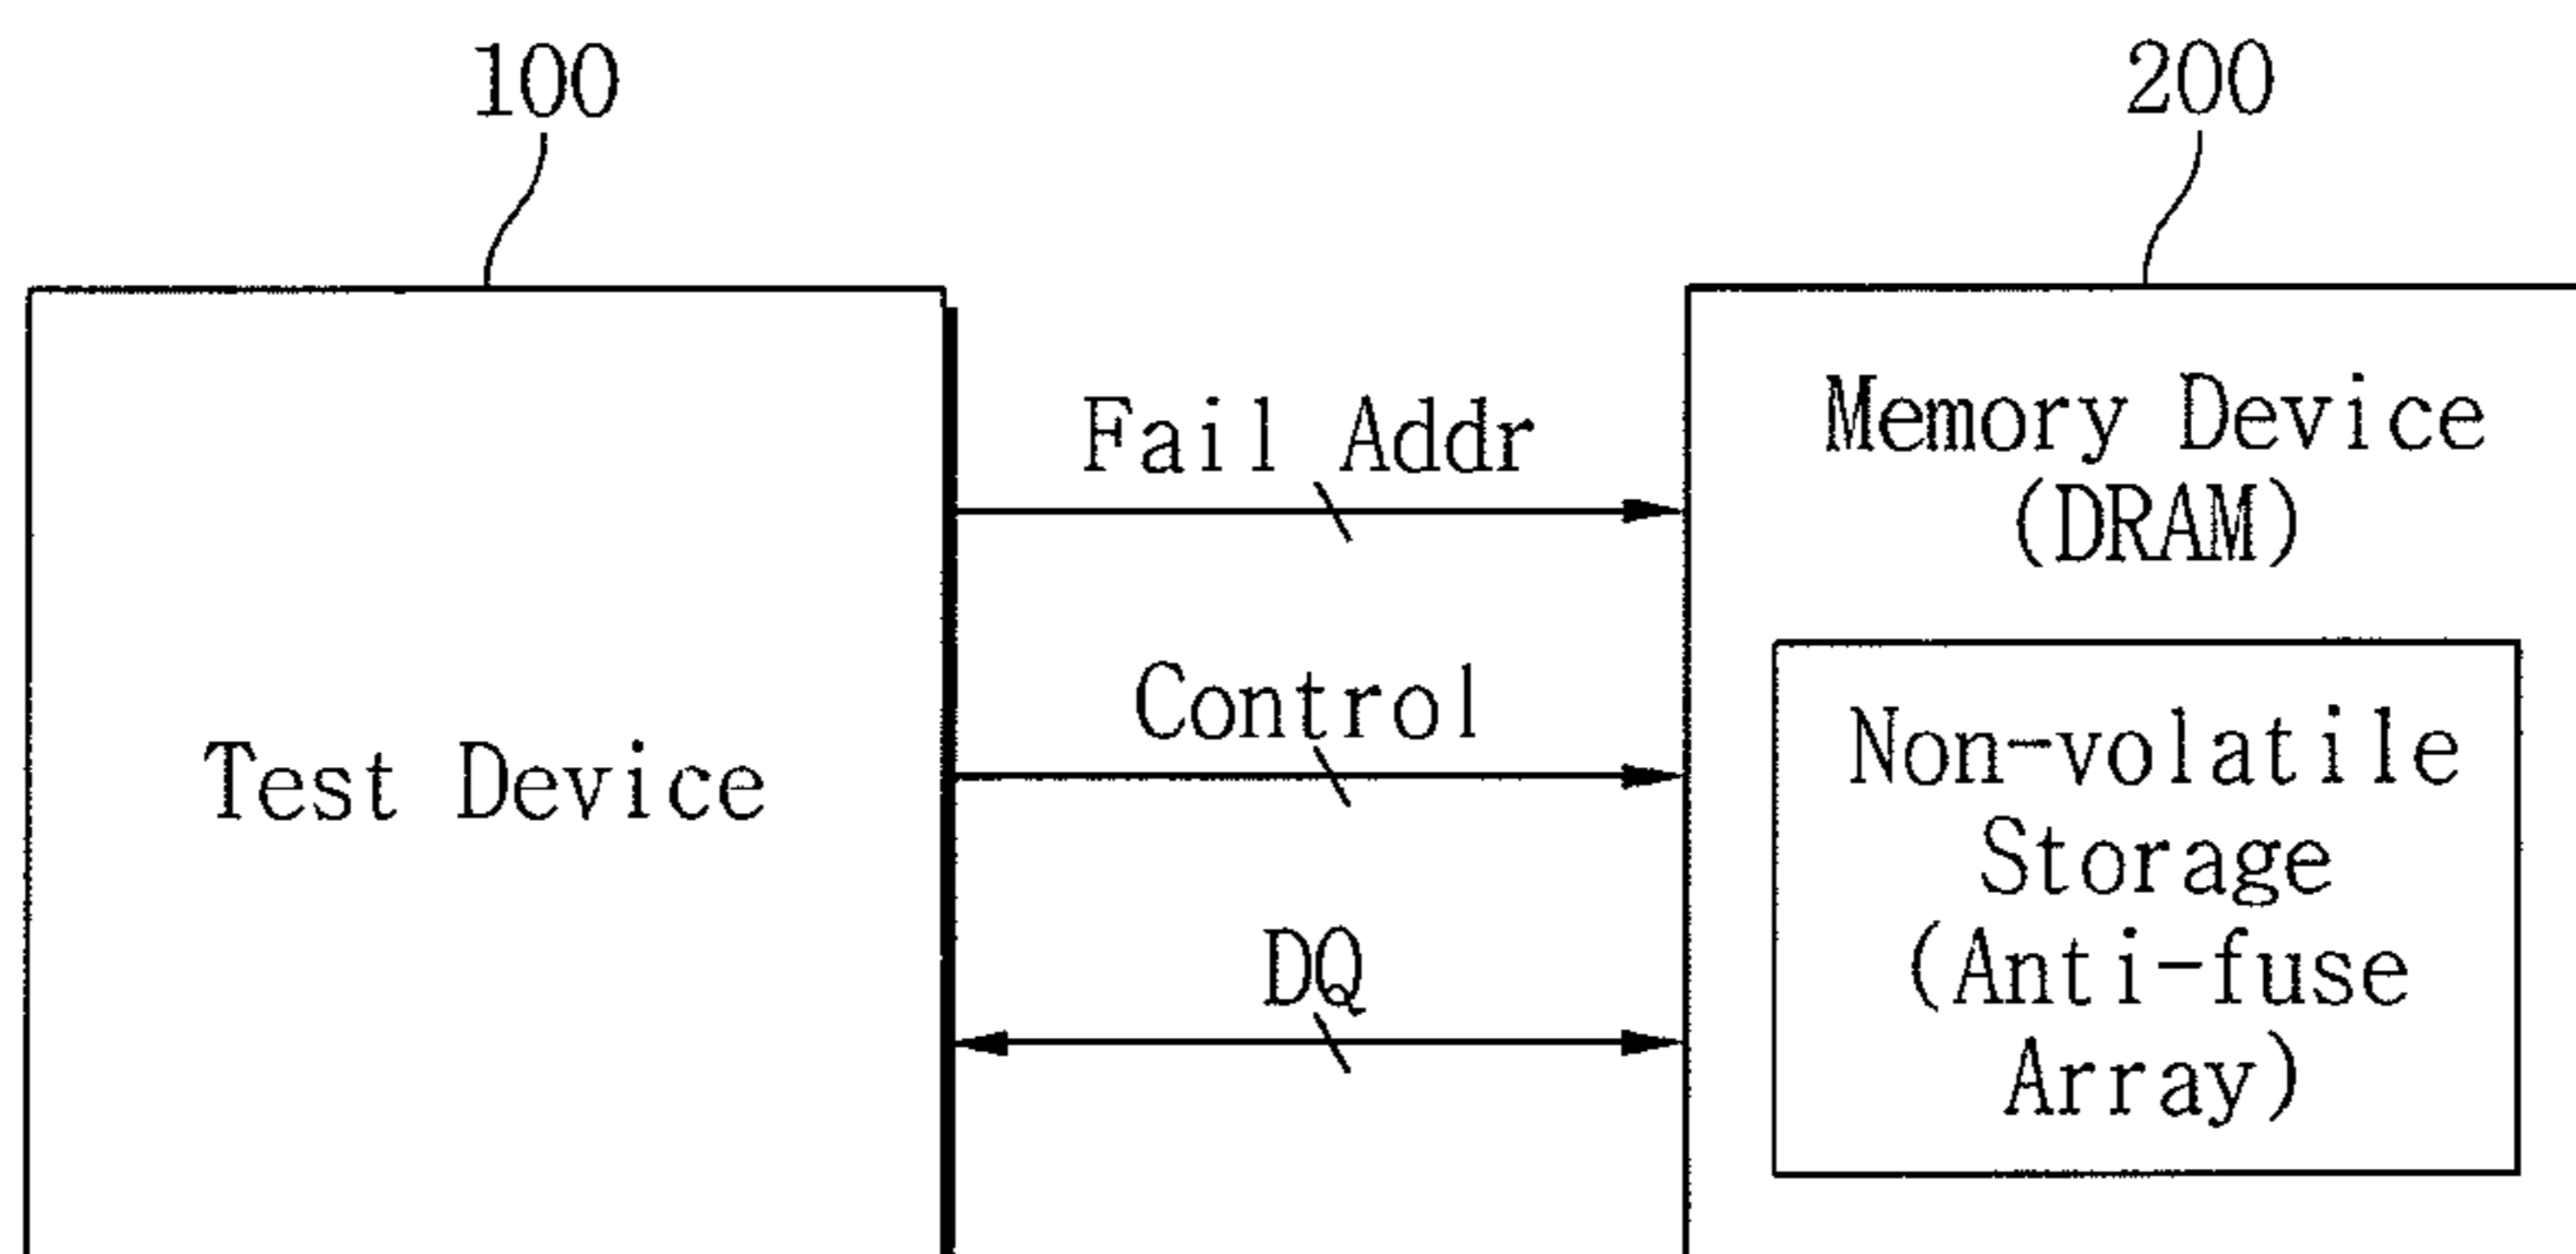 100
200
Test Device
Fail Addr
Control
DQ
Memory Device
(DRAM)
Non-volatile
Storage
(Anti-fuse
Array)